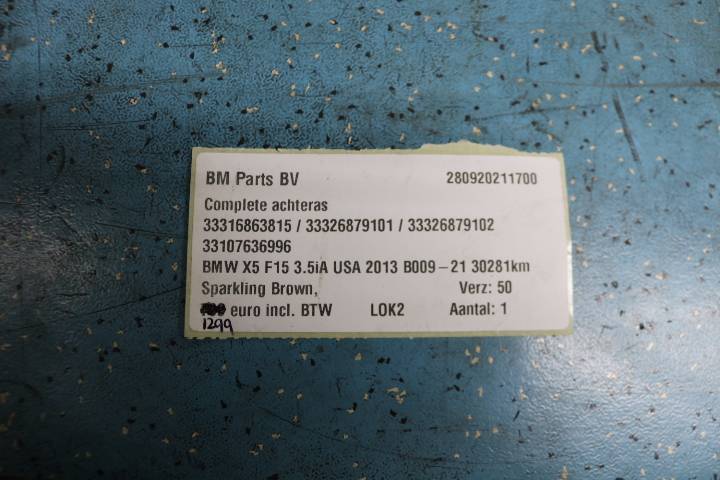 BM Parts BV 280920211700
Complete achteras
33316863815 / 33326879101 / 33326879102
33107636996
BMW X5 F15 3.5iA USA 2013 B009-21 30281km
Sparkling Brown, Verz: 50
euro incl. BTW LOK2 Aantal: 1
1299